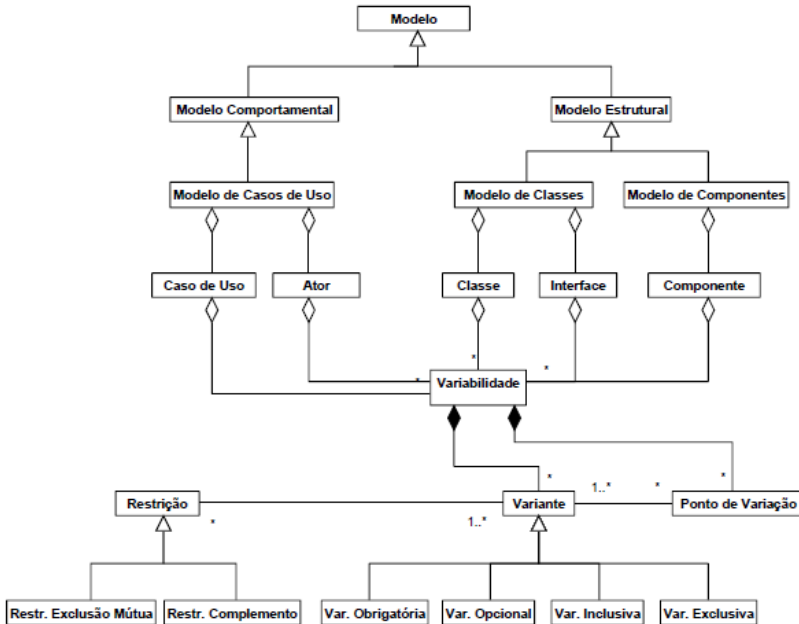 Modelo
Modelo Comportamental
Modelo Estrutural
Modelo de Casos de Uso
Modelo de Classes
Modelo de Componentes
Caso de Uso
Ator
Classe
Interface
Componente
*
*
*
Variabilidade
*
*
1..*
*
Restrição
*
1..*
Variante
Ponto de Variação
Restr. Exclusão Mútua
Restr. Complemento
Var. Obrigatória
Var. Opcional
Var. Inclusiva
Var. Exclusiva